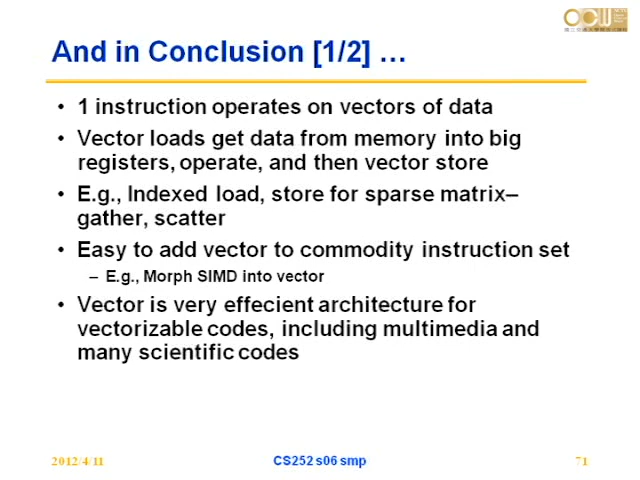 And in Conclusion [1/2] …
• 1 instruction operates on vectors of data
• Vector loads get data from memory into big
registers, operate, and then vector store
• E.g., Indexed load, store for sparse matrix–
gather, scatter
• Easy to add vector to commodity instruction set
– E.g., Morph SIMD into vector
• Vector is very effecient architecture for
vectorizable codes, including multimedia and
many scientific codes
2012/4/11
CS252 s06 smp
71